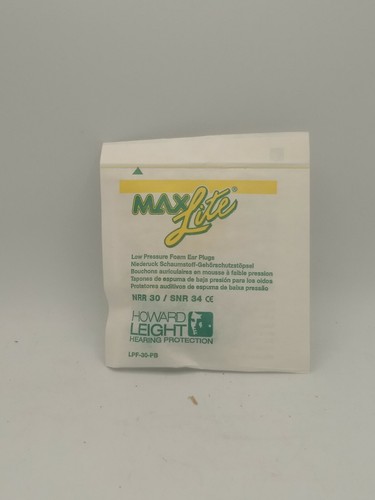 MAX Lite®
Low Pressure Foam Ear Plugs
Niederuck Schaumstoff-Gehörschutzstöpsel
Bouchons auriculaires en mousse à faible pression
Tapones de espuma de baja presión para los oídos
Protatores auditivos de espuma de baixa pressão
NRR 30 / SNR 34 CE
HOWARD
LEIGHT
HEARING PROTECTION
LPF-30-PB